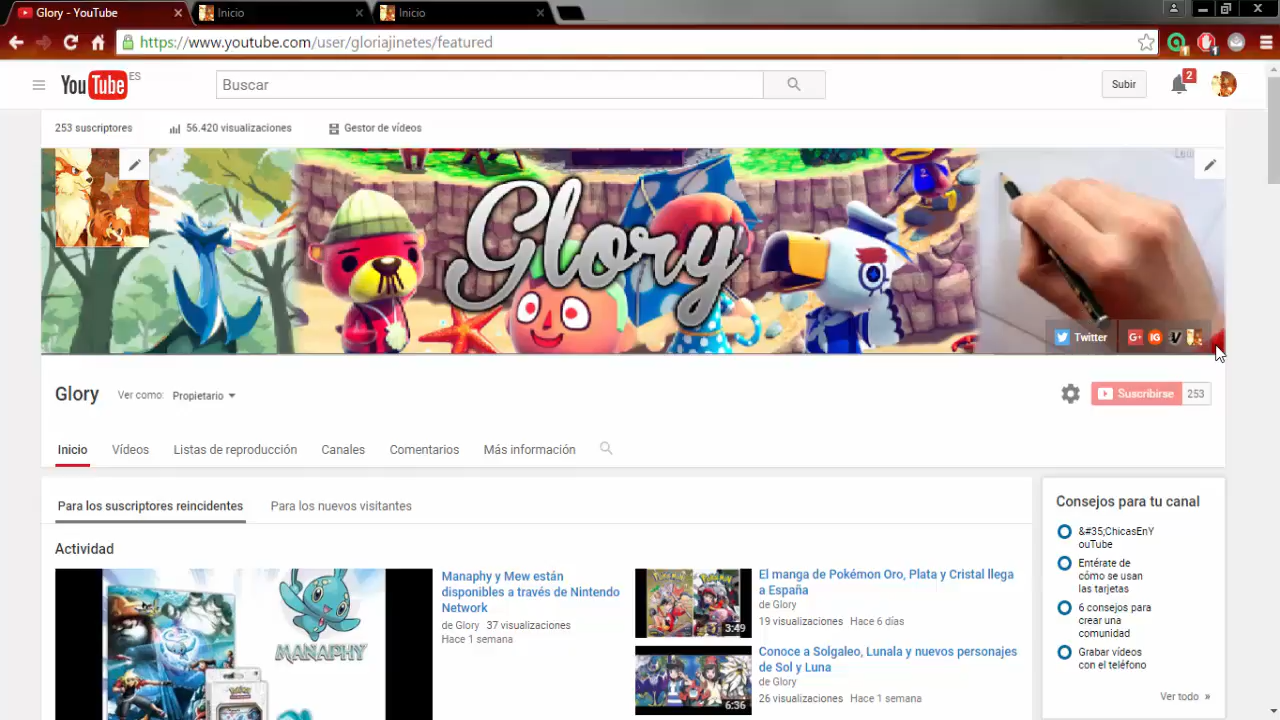 Glory - YouTube
Inicio
Inicio
https://www.youtube.com/user/gloriajinetes/featured
1
1
YouTube ES
Buscar
Subir
2
253 suscriptores
56.420 visualizaciones
Gestor de vídeos
Glory
Twitter
G+
IG
V
Glory
Ver como:
Propietario
Suscribirse
253
Inicio
Vídeos
Listas de reproducción
Canales
Comentarios
Más información
Para los suscriptores reincidentes
Para los nuevos visitantes
Actividad
MANAPHY
Manaphy y Mew están
disponibles a través de Nintendo
Network
de Glory 37 visualizaciones
Hace 1 semana
3:49
El manga de Pokémon Oro, Plata y Cristal llega
a España
de Glory
19 visualizaciones Hace 6 días
6:36
Conoce a Solgaleo, Lunala y nuevos personajes
de Sol y Luna
de Glory
26 visualizaciones Hace 1 semana
Consejos para tu canal
&#35;ChicasEnY
ouTube
Entérate de
cómo se usan
las tarjetas
6 consejos para
crear una
comunidad
Grabar vídeos
con el teléfono
Ver todo »